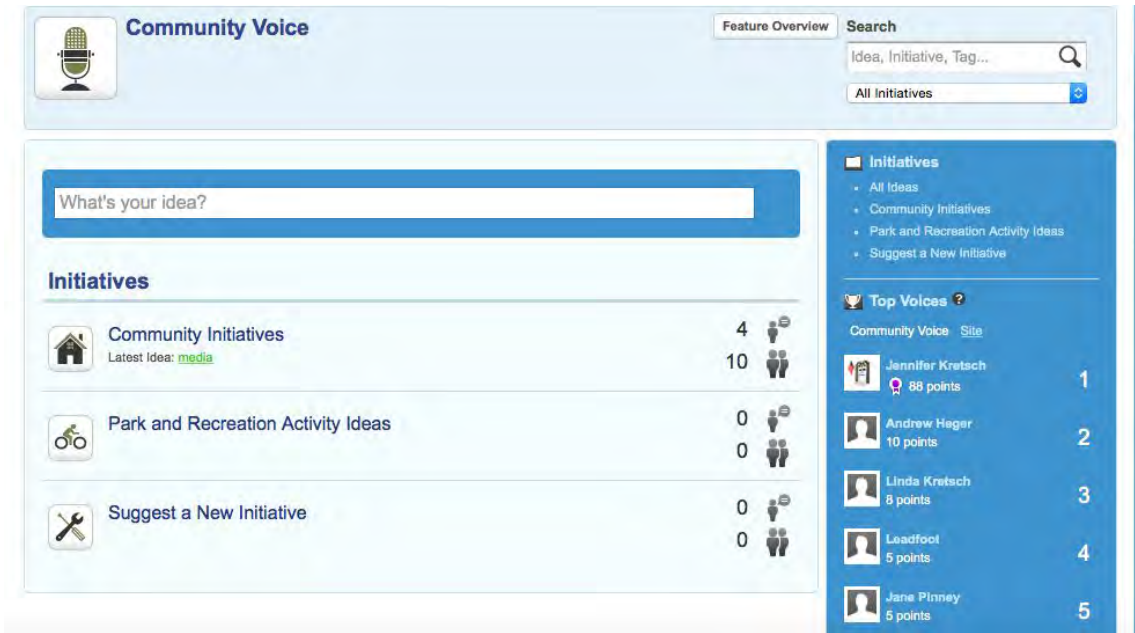 Community Voice
Feature Overview
Search
Idea, Initiative, Tag...
All Initiatives
What's your idea?
Initiatives
Community Initiatives
Latest Idea: media
4
10
Park and Recreation Activity Ideas
0
0
Suggest a New Initiative
0
0
Initiatives
All Ideas
Community Initiatives
Park and Recreation Activity Ideas
Suggest a New Initiative
Top Voices ?
Community Voice Site
Jennifer Kretsch
88 points
1
Andrew Heger
10 points
2
Linda Kretsch
8 points
3
Leadfoot
5 points
4
Jane Pinney
5 points
5